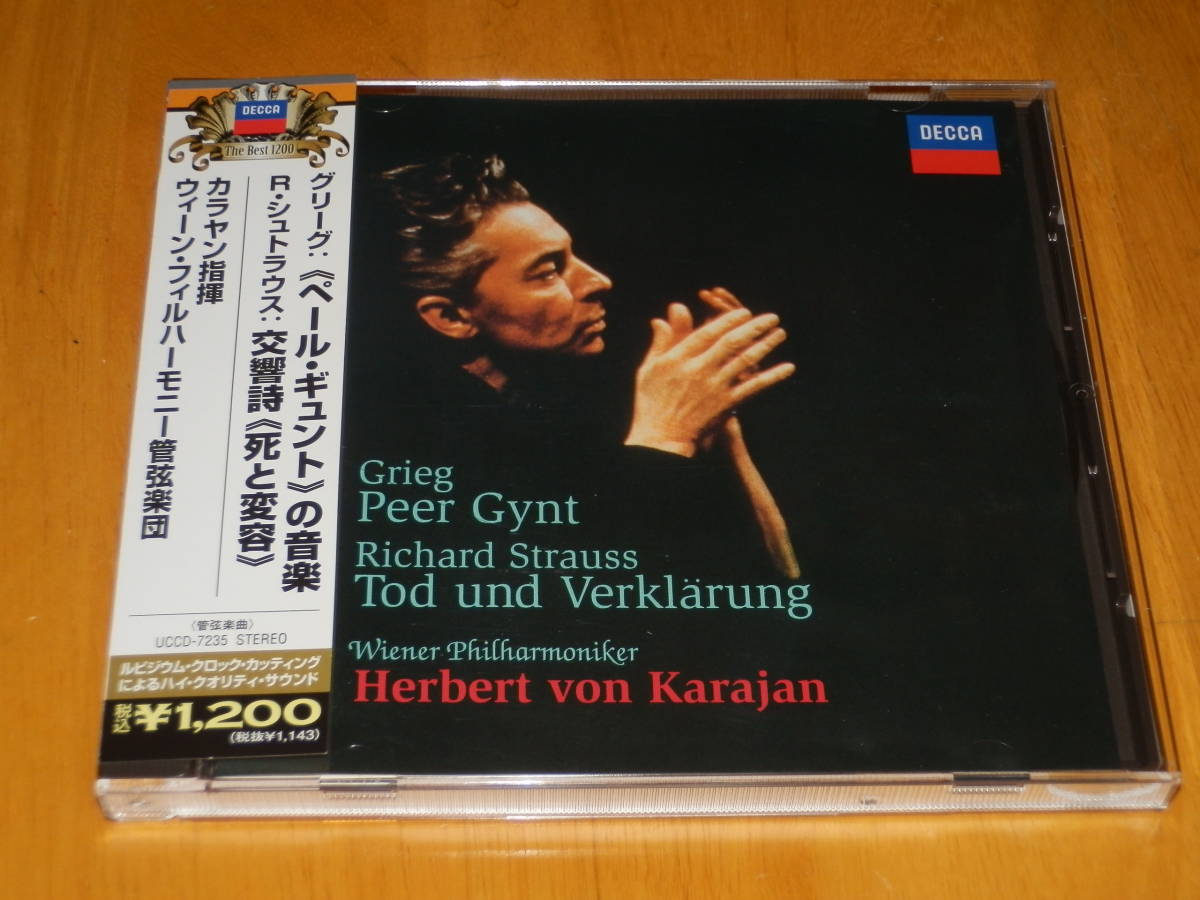 DECCA
The Best 1200
グリーグ:《ペール・ギュント》の音楽
R・シュトラウス:交響詩《死と変容》
カラヤン指揮
ウィーン・フィルハーモニー管弦楽団
〈管弦楽曲〉
UCCD-7235 STEREO
ルビジウム・クロック・カッティング
によるハイ・クオリティ・サウンド
税込¥1,200
(税抜¥1,143)
DECCA
Grieg
Peer Gynt
Richard Strauss
Tod und Verklärung
Wiener Philharmoniker
Herbert von Karajan